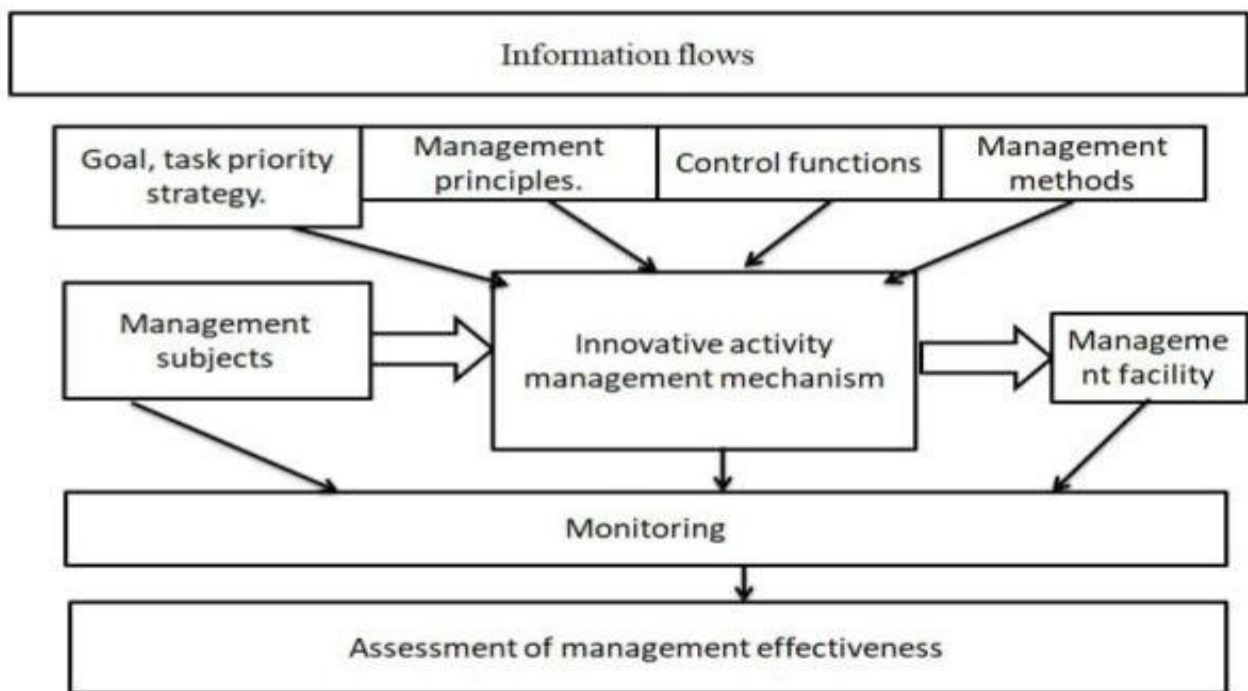 Information flows
Goal, task priority
strategy.
Management
principles.
Control functions
Management
methods
Management
subjects
Innovative activity
management mechanism
Manageme
nt facility
Monitoring
Assessment of management effectiveness